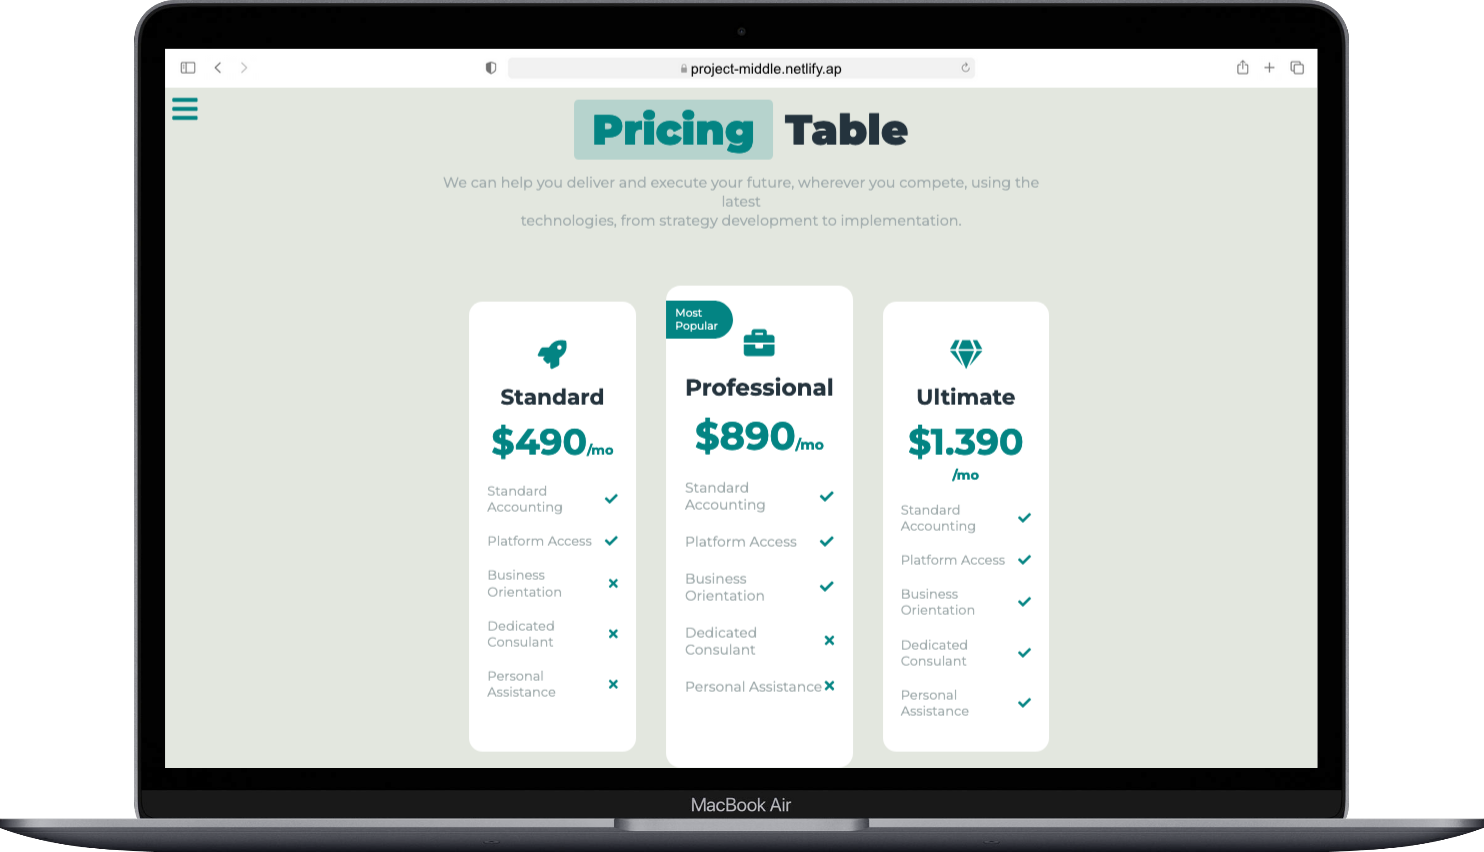 project-middle.netlify.ap
Pricing Table
We can help you deliver and execute your future, wherever you compete, using the
latest
technologies, from strategy development to implementation.
Standard
$490/mo
Standard
Accounting
Platform Access
Business
Orientation
Dedicated
Consulant
Personal
Assistance
Most
Popular
Professional
$890/mo
Standard
Accounting
Platform Access
Business
Orientation
Dedicated
Consulant
Personal Assistance
Ultimate
$1.390
/mo
Standard
Accounting
Platform Access
Business
Orientation
Dedicated
Consulant
Personal
Assistance
MacBook Air